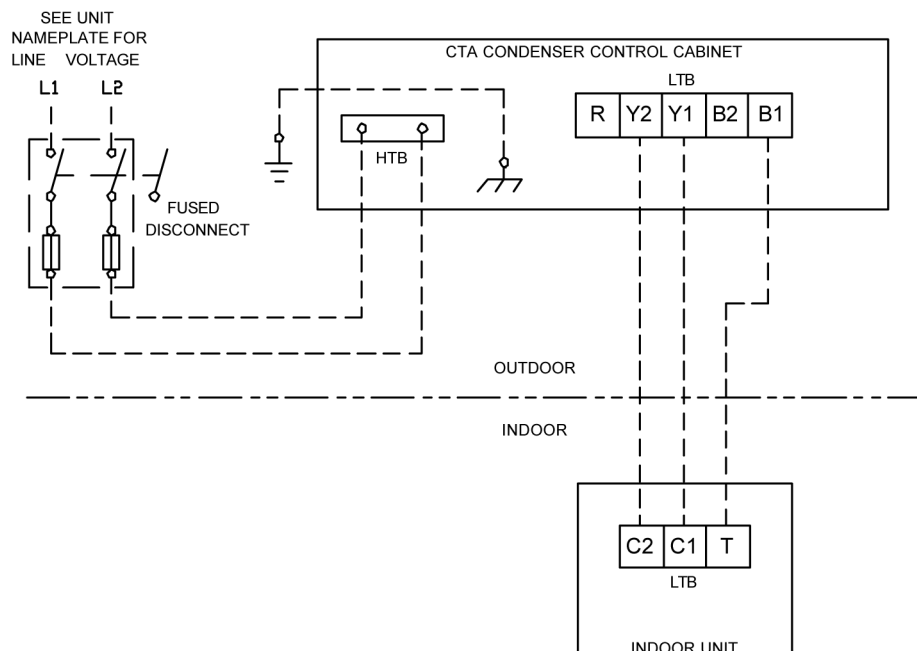 SEE UNIT
NAMEPLATE FOR
LINE VOLTAGE
L1 L2
FUSED
DISCONNECT
CTA CONDENSER CONTROL CABINET
LTB
R Y2 Y1 B2 B1
HTB
OUTDOOR
INDOOR
C2 C1 T
LTB
INDOOR UNIT